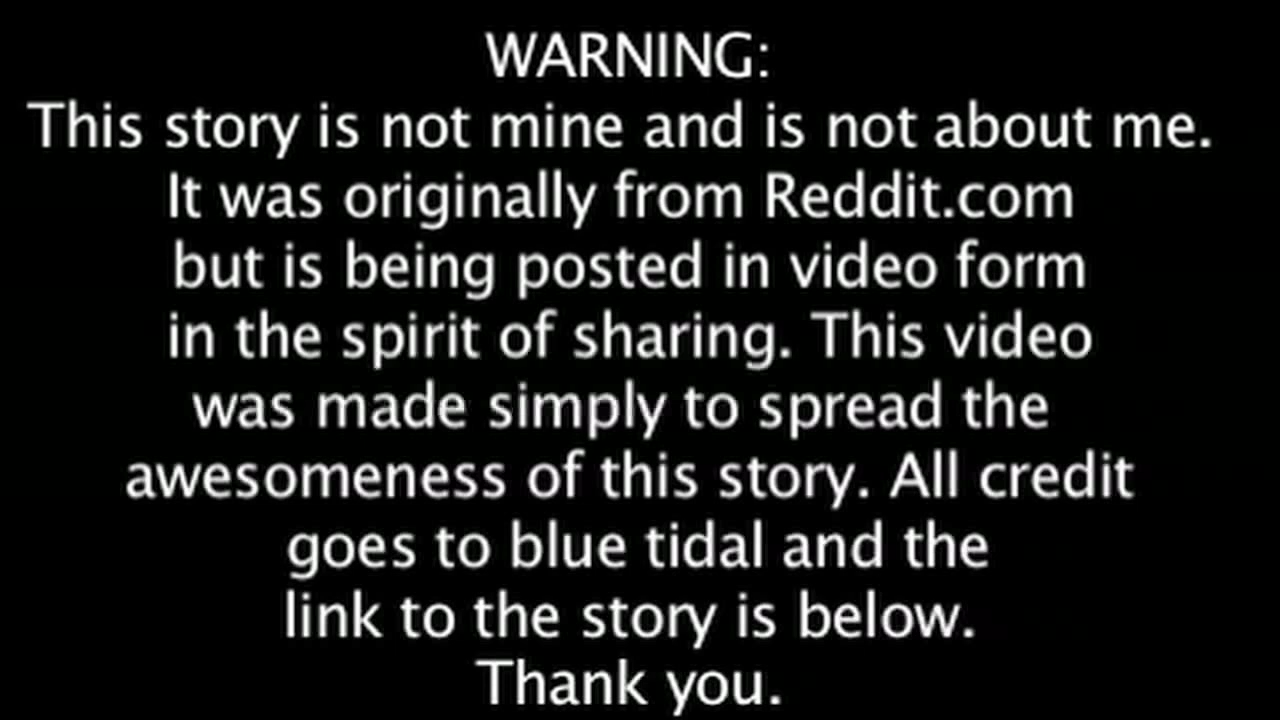 WARNING:
This story is not mine and is not about me.
It was originally from Reddit.com
but is being posted in video form
in the spirit of sharing. This video
was made simply to spread the
awesomeness of this story. All credit
goes to blue tidal and the
link to the story is below.
Thank you.